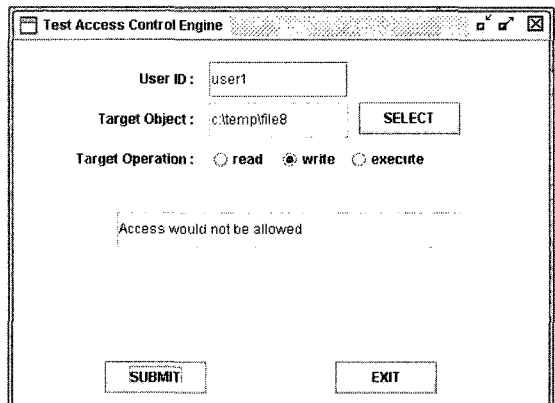 Test Access Control Engine
User ID : user1
Target Object : c:\temp\file8 SELECT
Target Operation : read write execute
Access would not be allowed
SUBMIT EXIT